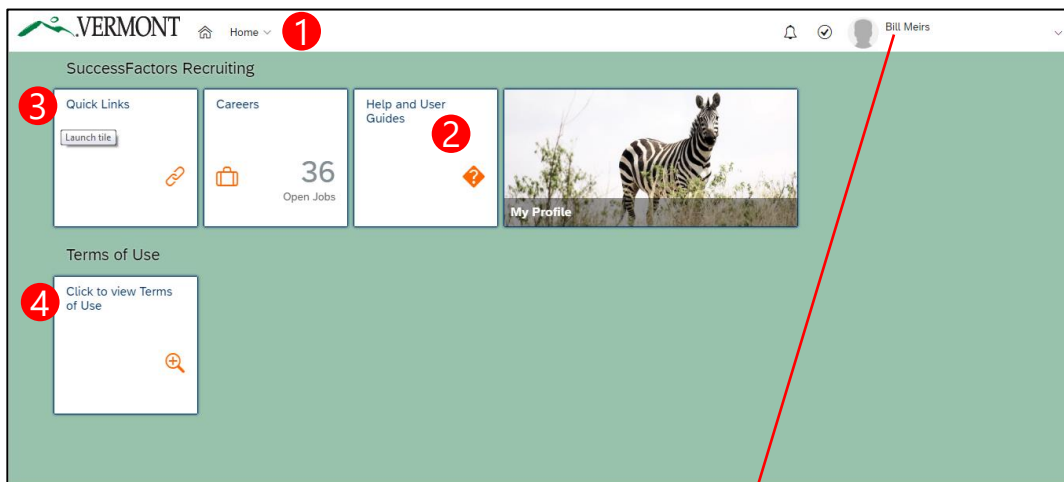 VERMONT
Home
1
Bill Meirs
SuccessFactors Recruiting
3
Quick Links
Launch tile
Careers
36
Open Jobs
Help and User
Guides
2
My Profile
Terms of Use
4
Click to view Terms
of Use